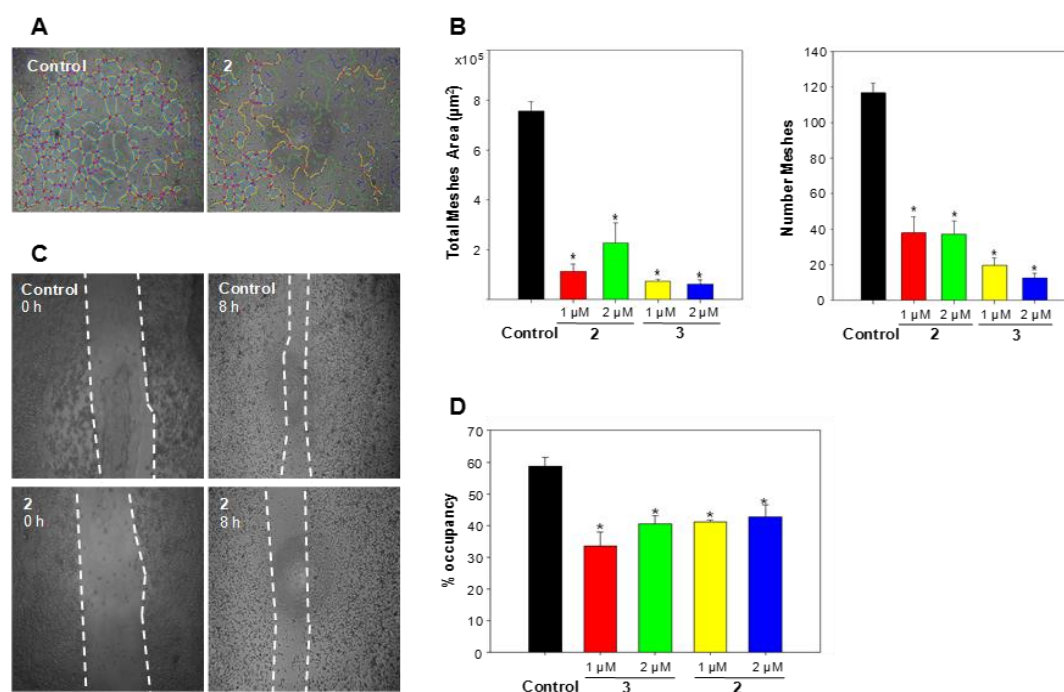 A
Control
2
B
x10⁵
Total Meshes Area (µm²)
8
6
4
2
1 µM 2 µM 1 µM 2 µM
Control 2 3
Number Meshes
140
120
100
80
60
40
20
0
* * * *
1 µM 2 µM 1 µM 2 µM
Control 2 3
* * * *
C
Control
0 h
Control
8 h
2
0 h
2
8 h
D
% occupancy
70
60
50
40
30
20
10
0
* * * *
1 µM 2 µM 1 µM 2 µM
Control 3 2